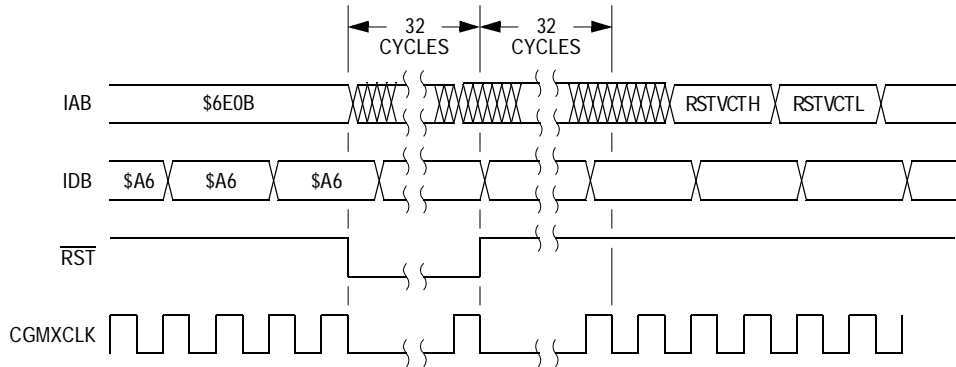 32
CYCLES
32
CYCLES
IAB
$6E0B
RSTVCTH
RSTVCTL
IDB
$A6
$A6
$A6
RST
CGMXCLK